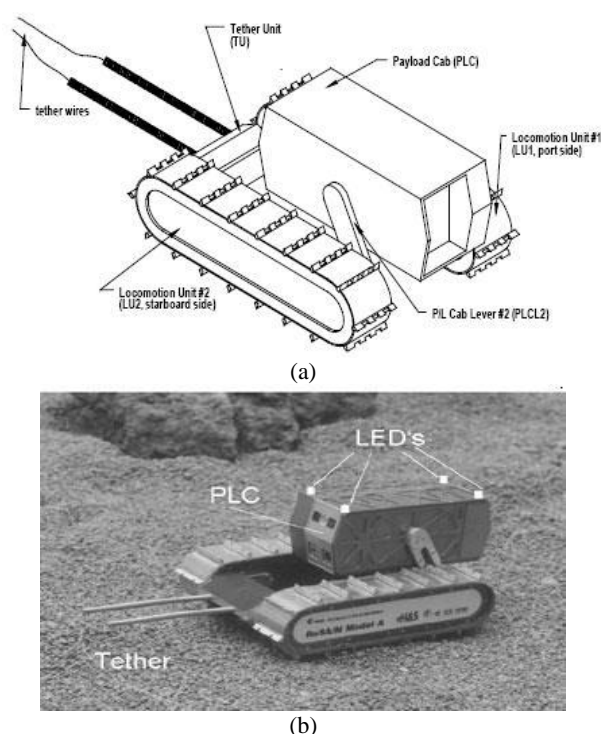 Tether Unit
(TU)
Payload Cab (PLC)
tether wires
Locomotion Unit #1
(LU1, port side)
Locomotion Unit #2
(LU2, starboard side)
P/L Cab Lever #2 (PLCL2)
(a)
LED's
PLC
Tether
Model-A
(b)